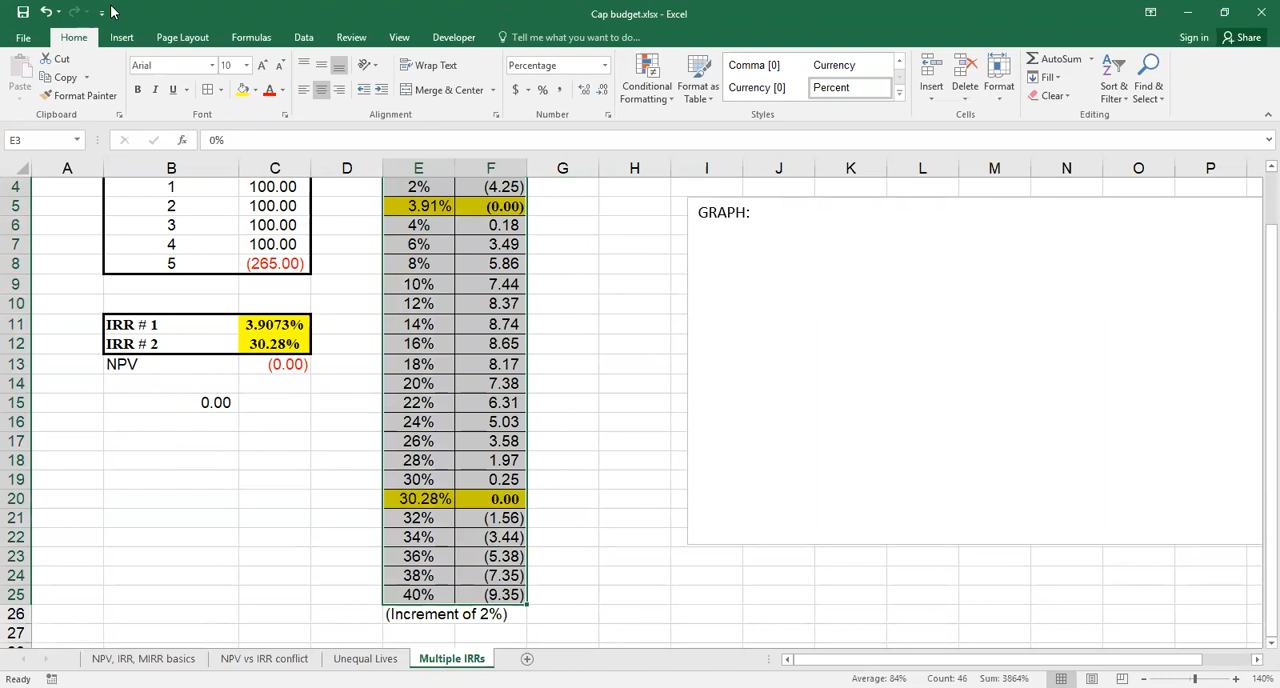 Cap budget.xlsx - Excel
File Home Insert Page Layout Formulas Data Review View Developer Tell me what you want to do... Sign in Share
Paste Cut Copy Format Painter Clipboard
Arial 10 B I U A Font
Wrap Text Merge & Center Alignment
Percentage $ % , Number
Conditional Formatting Format as Table Comma [0] Currency Currency [0] Percent Styles
Insert Delete Format Cells
AutoSum Fill Clear Sort & Filter Find & Select Editing
E3 fx 0%
A B C D E F G H I J K L M N O P
4 1 100.00 2% (4.25)
5 2 100.00 3.91% (0.00) GRAPH:
6 3 100.00 4% 0.18
7 4 100.00 6% 3.49
8 5 (265.00) 8% 5.86
9 10% 7.44
10 12% 8.37
11 IRR # 1 3.9073% 14% 8.74
12 IRR # 2 30.28% 16% 8.65
13 NPV (0.00) 18% 8.17
14 20% 7.38
15 0.00 22% 6.31
16 24% 5.03
17 26% 3.58
18 28% 1.97
19 30% 0.25
20 30.28% 0.00
21 32% (1.56)
22 34% (3.44)
23 36% (5.38)
24 38% (7.35)
25 40% (9.35)
26 (Increment of 2%)
27
NPV, IRR, MIRR basics NPV vs IRR conflict Unequal Lives Multiple IRRs
Ready Average: 84% Count: 46 Sum: 3864% 140%